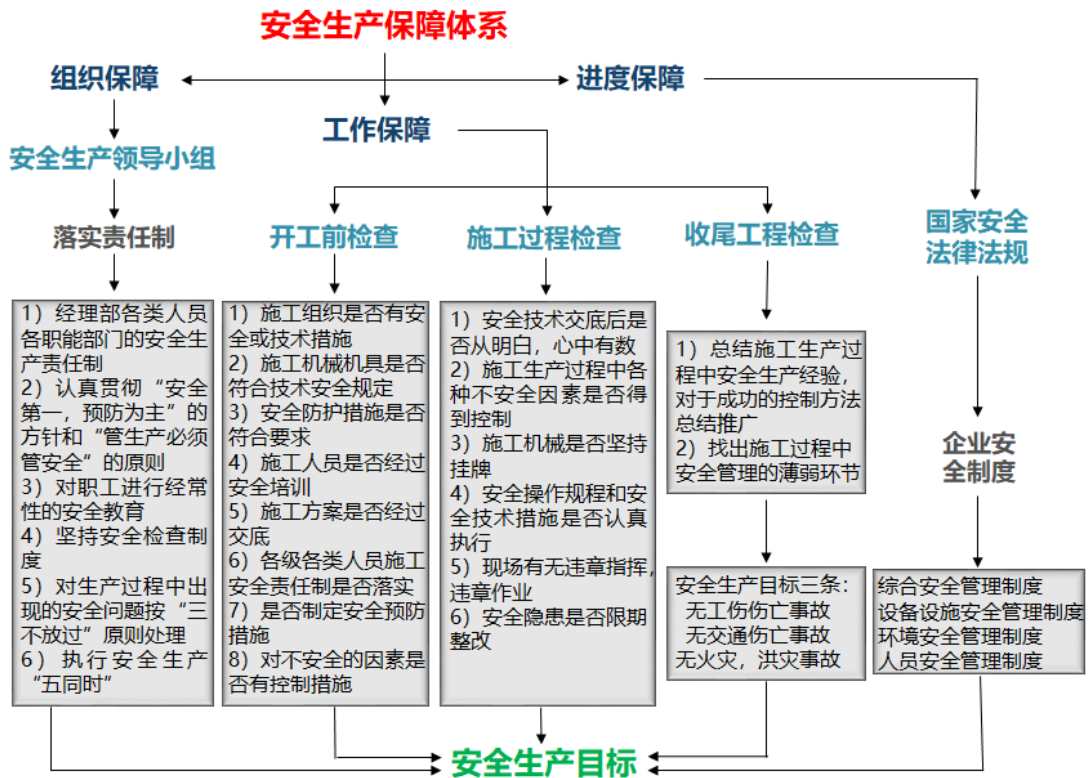 安全生产保障体系
组织保障
进度保障
工作保障
安全生产领导小组
落实责任制
开工前检查
施工过程检查
收尾工程检查
国家安全
法律法规
1）经理部各类人员
各职能部门的安全生
产责任制
2）认真贯彻“安全
第一，预防为主”的
方针和“管生产必须
管安全”的原则
3）对职工进行经常
性的安全教育
4）坚持安全检查制
度
5）对生产过程中出
现的安全问题按“三
不放过”原则处理
6）执行安全生产
“五同时”
1）施工组织是否有安
全或技术措施
2）施工机械机具是否
符合技术安全规定
3）安全防护措施是否
符合要求
4）施工人员是否经过
安全培训
5）施工方案是否经过
交底
6）各级各类人员施工
安全责任制是否落实
7）是否制定安全预防
措施
8）对不安全的因素是
否有控制措施
1）安全技术交底后是
否从明白，心中有数
2）施工生产过程中各
种不安全因素是否得
到控制
3）施工机械是否坚持
挂牌
4）安全操作规程和安
全技术措施是否认真
执行
5）现场有无违章指挥，
违章作业
6）安全隐患是否限期
整改
1）总结施工生产过
程中安全生产经验，
对于成功的控制方法
总结推广
2）找出施工过程中
安全管理的薄弱环节
安全生产目标三条：
无工伤伤亡事故
无交通伤亡事故
无火灾，洪灾事故
企业安
全制度
综合安全管理制度
设备设施安全管理制度
环境安全管理制度
人员安全管理制度
安全生产目标